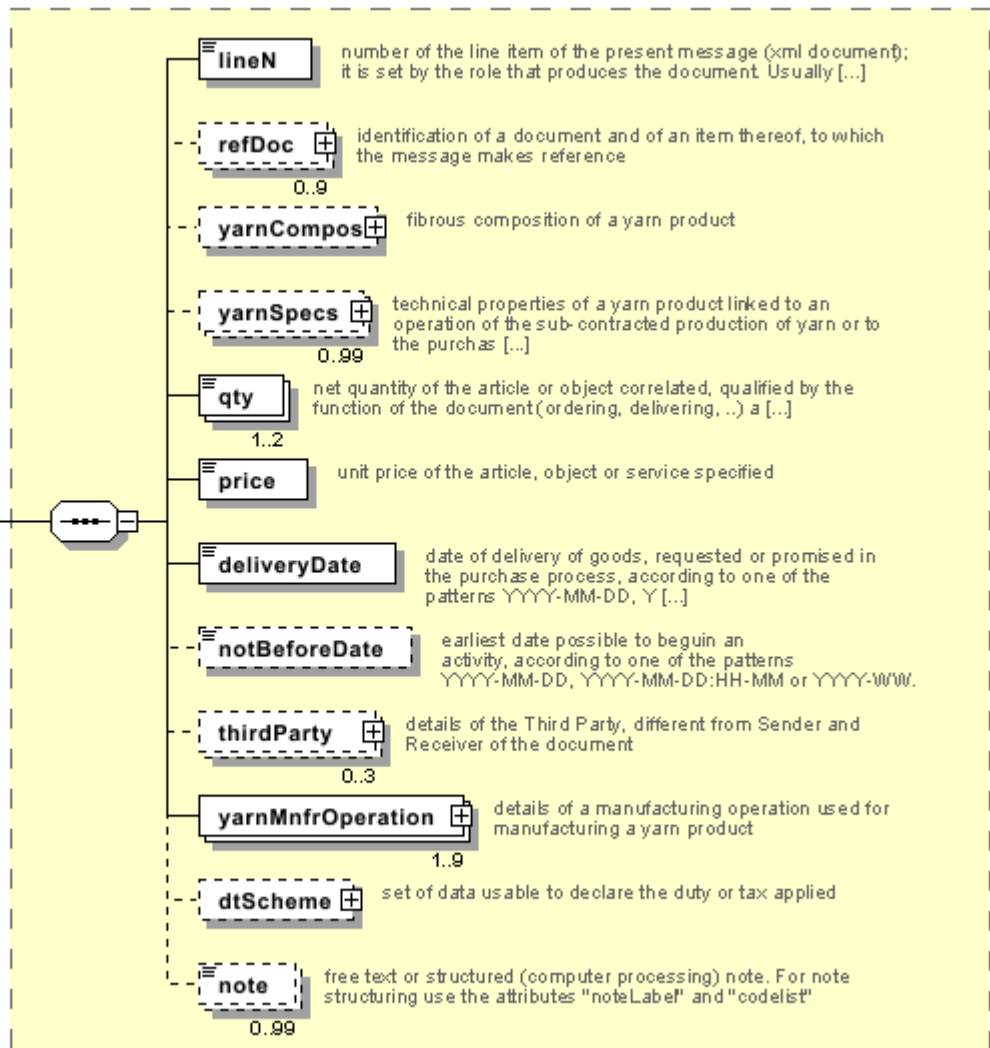 lineN
number of the line item of the present message (xml document);
it is set by the role that produces the document. Usually [...]
refDoc
identification of a document and of an item thereof, to which
the message makes reference
0..9
yarnCompos
fibrous composition of a yarn product
yarnSpecs
technical properties of a yarn product linked to an
operation of the sub-contracted production of yarn or to
the purchas [...]
0..99
qty
net quantity of the article or object correlated, qualified by the
function of the document (ordering, delivering, ..) a [...]
1..2
price
unit price of the article, object or service specified
deliveryDate
date of delivery of goods, requested or promised in
the purchase process, according to one of the
patterns YYYY-MM-DD, Y [...]
notBeforeDate
earliest date possible to beguin an
activity, according to one of the patterns
YYYY-MM-DD, YYYY-MM-DD:HH-MM or YYYY-WW.
thirdParty
details of the Third Party, different from Sender and
Receiver of the document
0..3
yarnMnfrOperation
details of a manufacturing operation used for
manufacturing a yarn product
1..9
dtScheme
set of data usable to declare the duty or tax applied
note
free text or structured (computer processing) note. For note
structuring use the attributes "noteLabel" and "codelist"
0..99